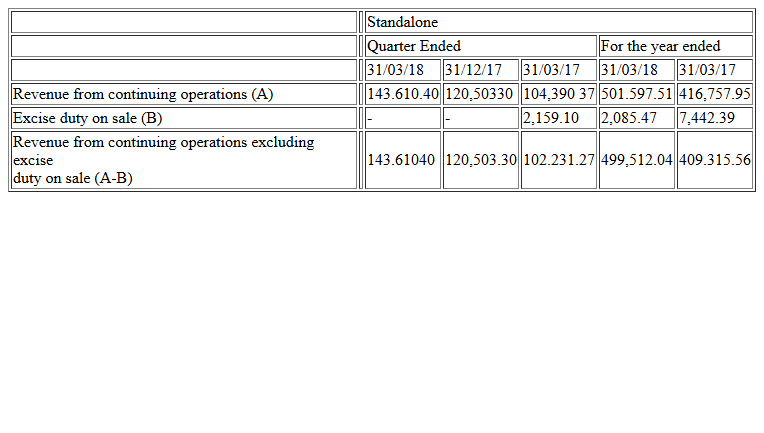 Standalone
Quarter Ended For the year ended
31/03/18 31/12/17 31/03/17 31/03/18 31/03/17
Revenue from continuing operations (A) 143.610.40 120,50330 104,390 37 501.597.51 416,757.95
Excise duty on sale (B) - - 2,159.10 2,085.47 7,442.39
Revenue from continuing operations excluding
excise
duty on sale (A-B) 143.61040 120,503.30 102.231.27 499,512.04 409.315.56